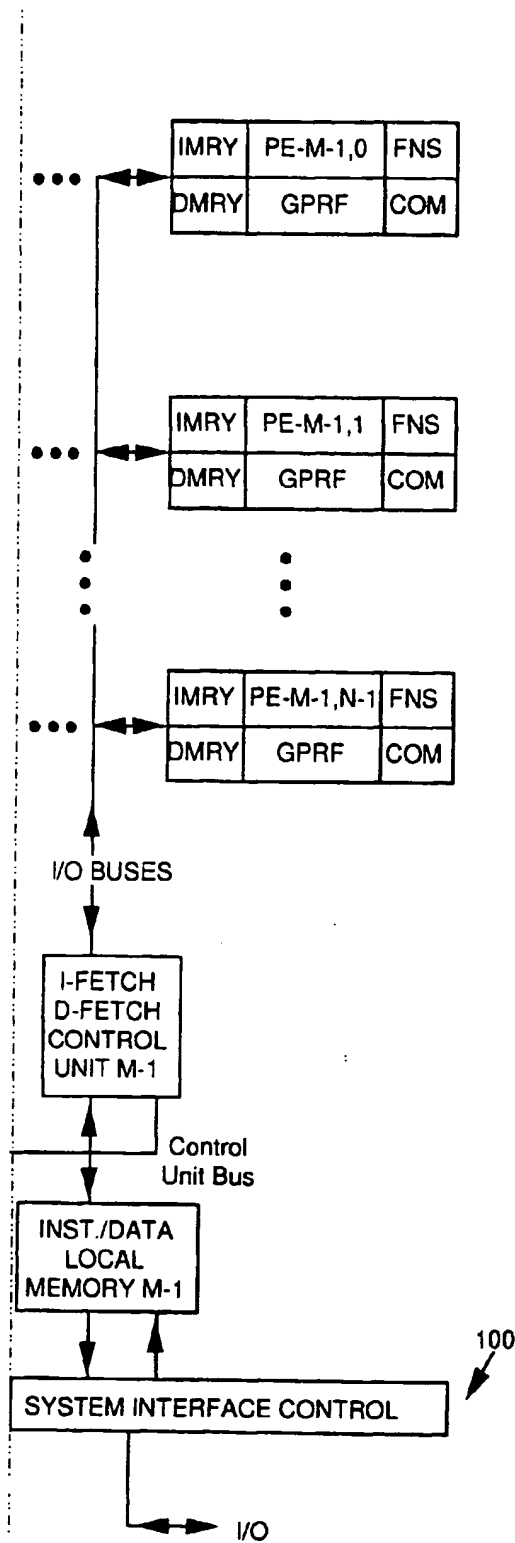 IMRY PE-M-1,0 FNS
DMRY GPRF COM
IMRY PE-M-1,1 FNS
DMRY GPRF COM
IMRY PE-M-1,N-1 FNS
DMRY GPRF COM
I/O BUSES
I-FETCH
D-FETCH
CONTROL
UNIT M-1
Control
Unit Bus
INST./DATA
LOCAL
MEMORY M-1
100
SYSTEM INTERFACE CONTROL
I/O